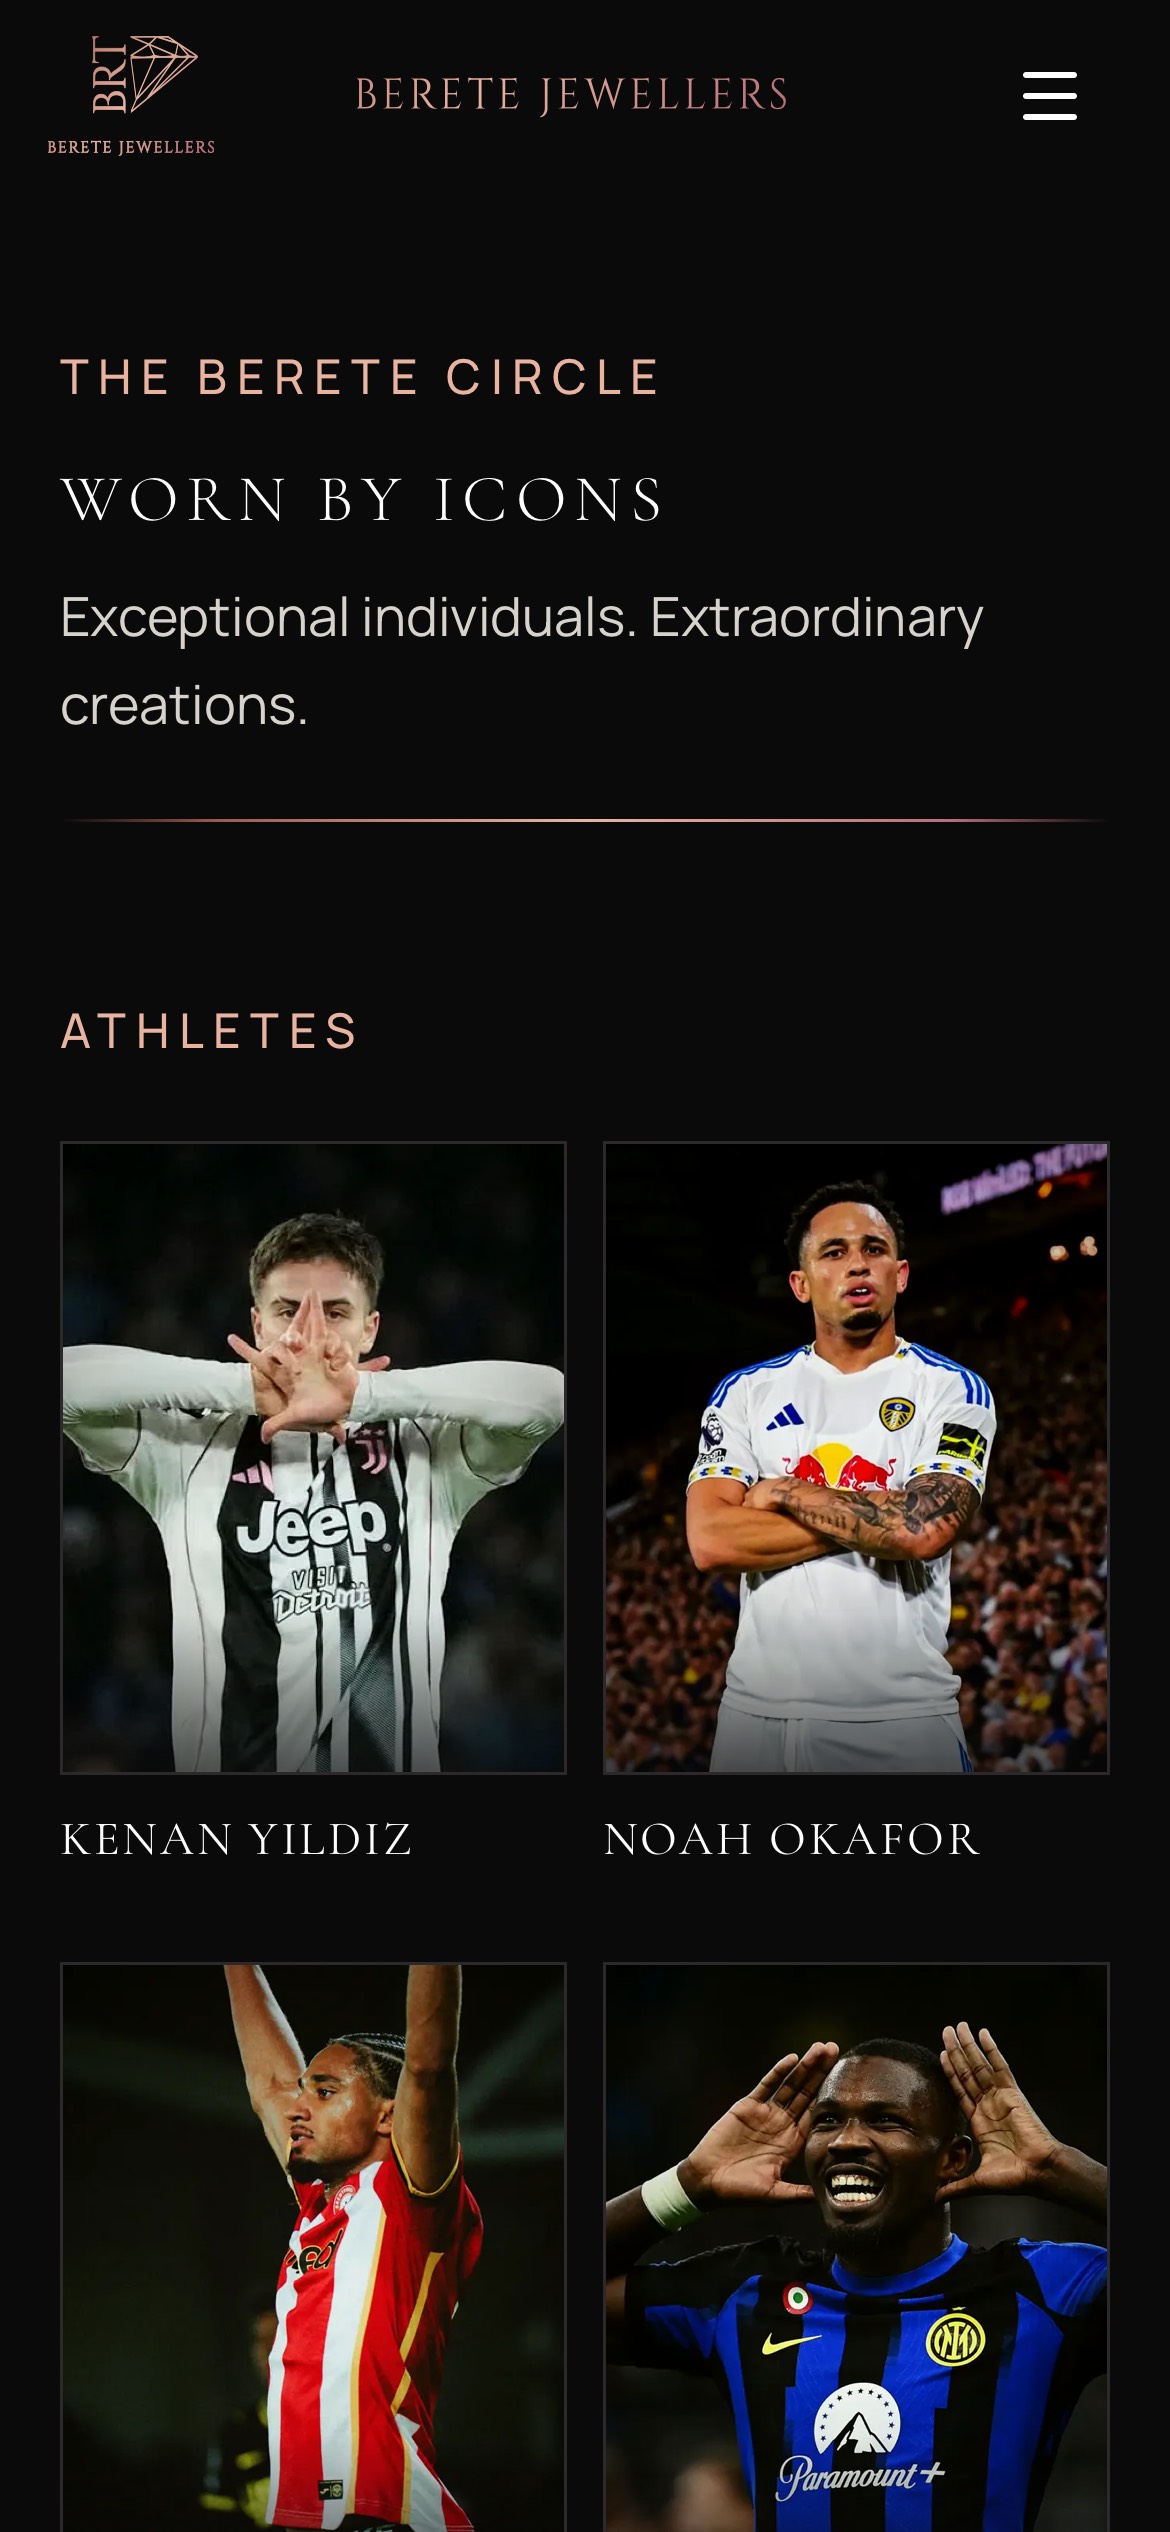 BRT
BERETE JEWELLERS
BERETE JEWELLERS
THE BERETE CIRCLE
WORN BY ICONS
Exceptional individuals. Extraordinary
creations.
ATHLETES
Jeep
VISIT
Detroit
KENAN YILDIZ
NOAH OKAFOR
Paramount+